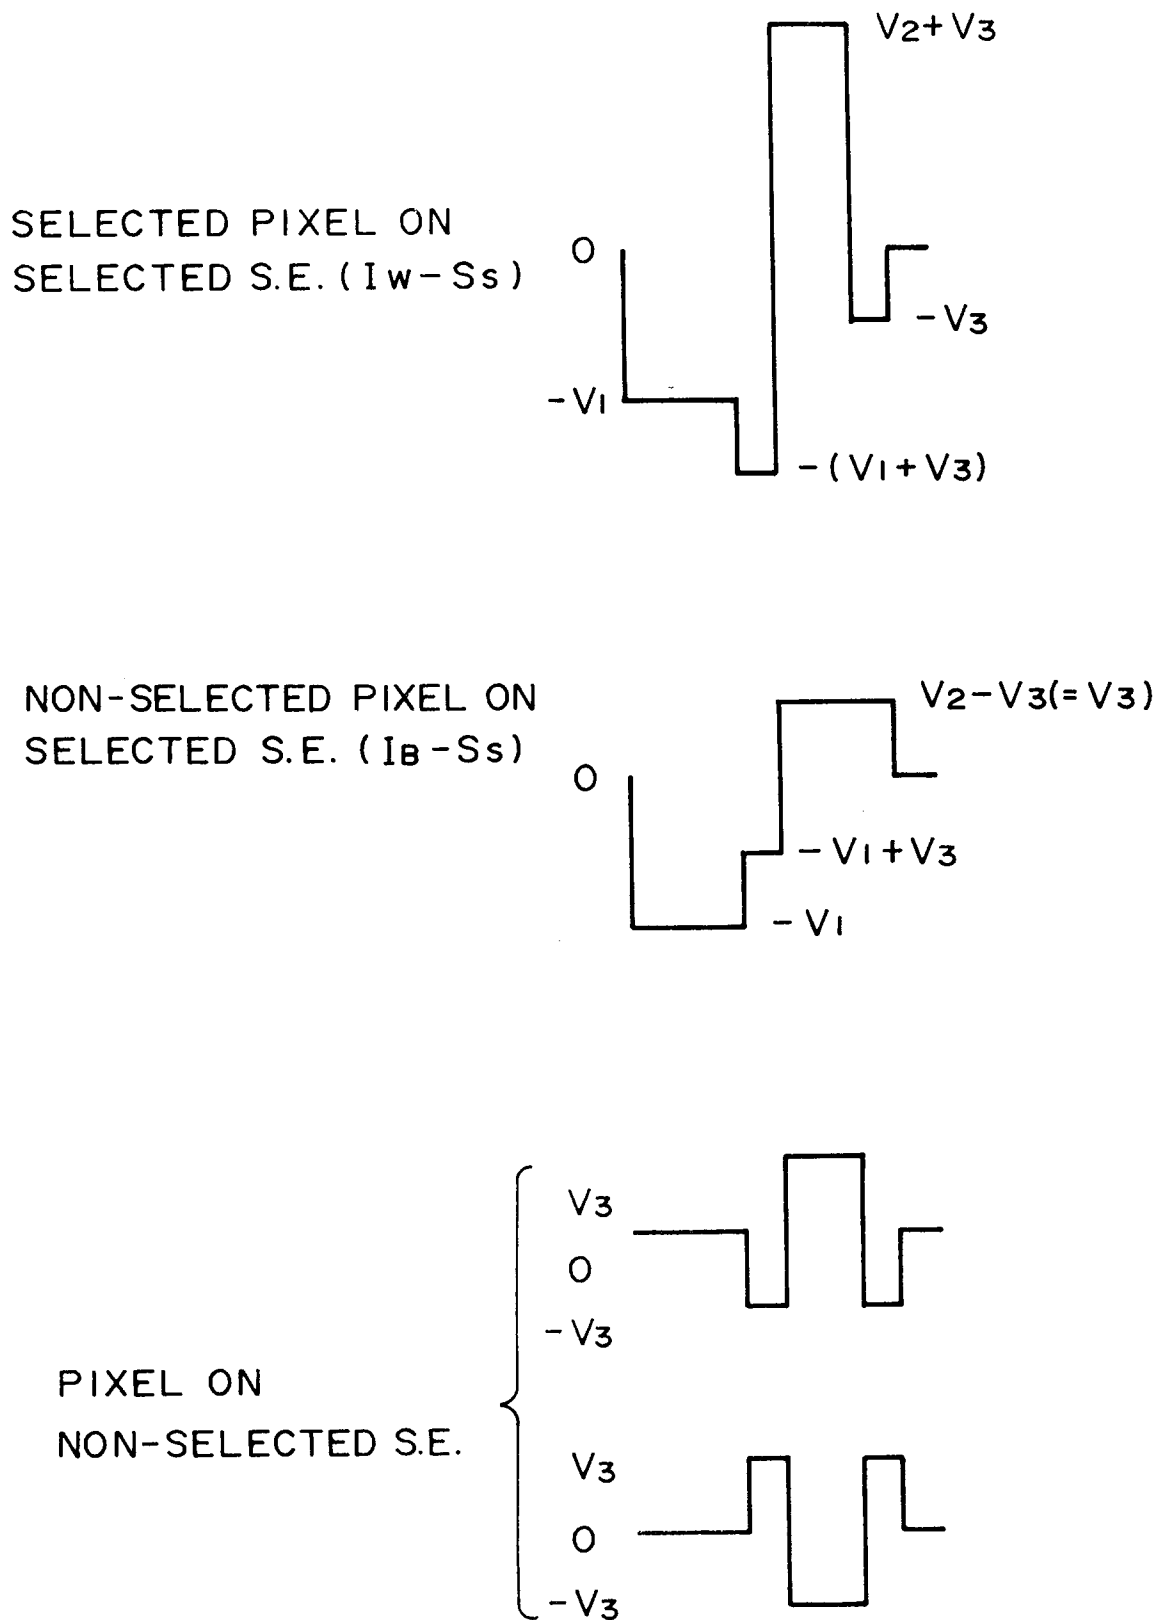 V2+V3
SELECTED PIXEL ON
SELECTED S.E. (IW-SS)
0
-V3
-V1
-(V1+V3)
NON-SELECTED PIXEL ON
SELECTED S.E. (IB-SS)
V2-V3(=V3)
0
-V1+V3
-V1
V3
0
-V3
PIXEL ON
NON-SELECTED S.E.
V3
0
-V3